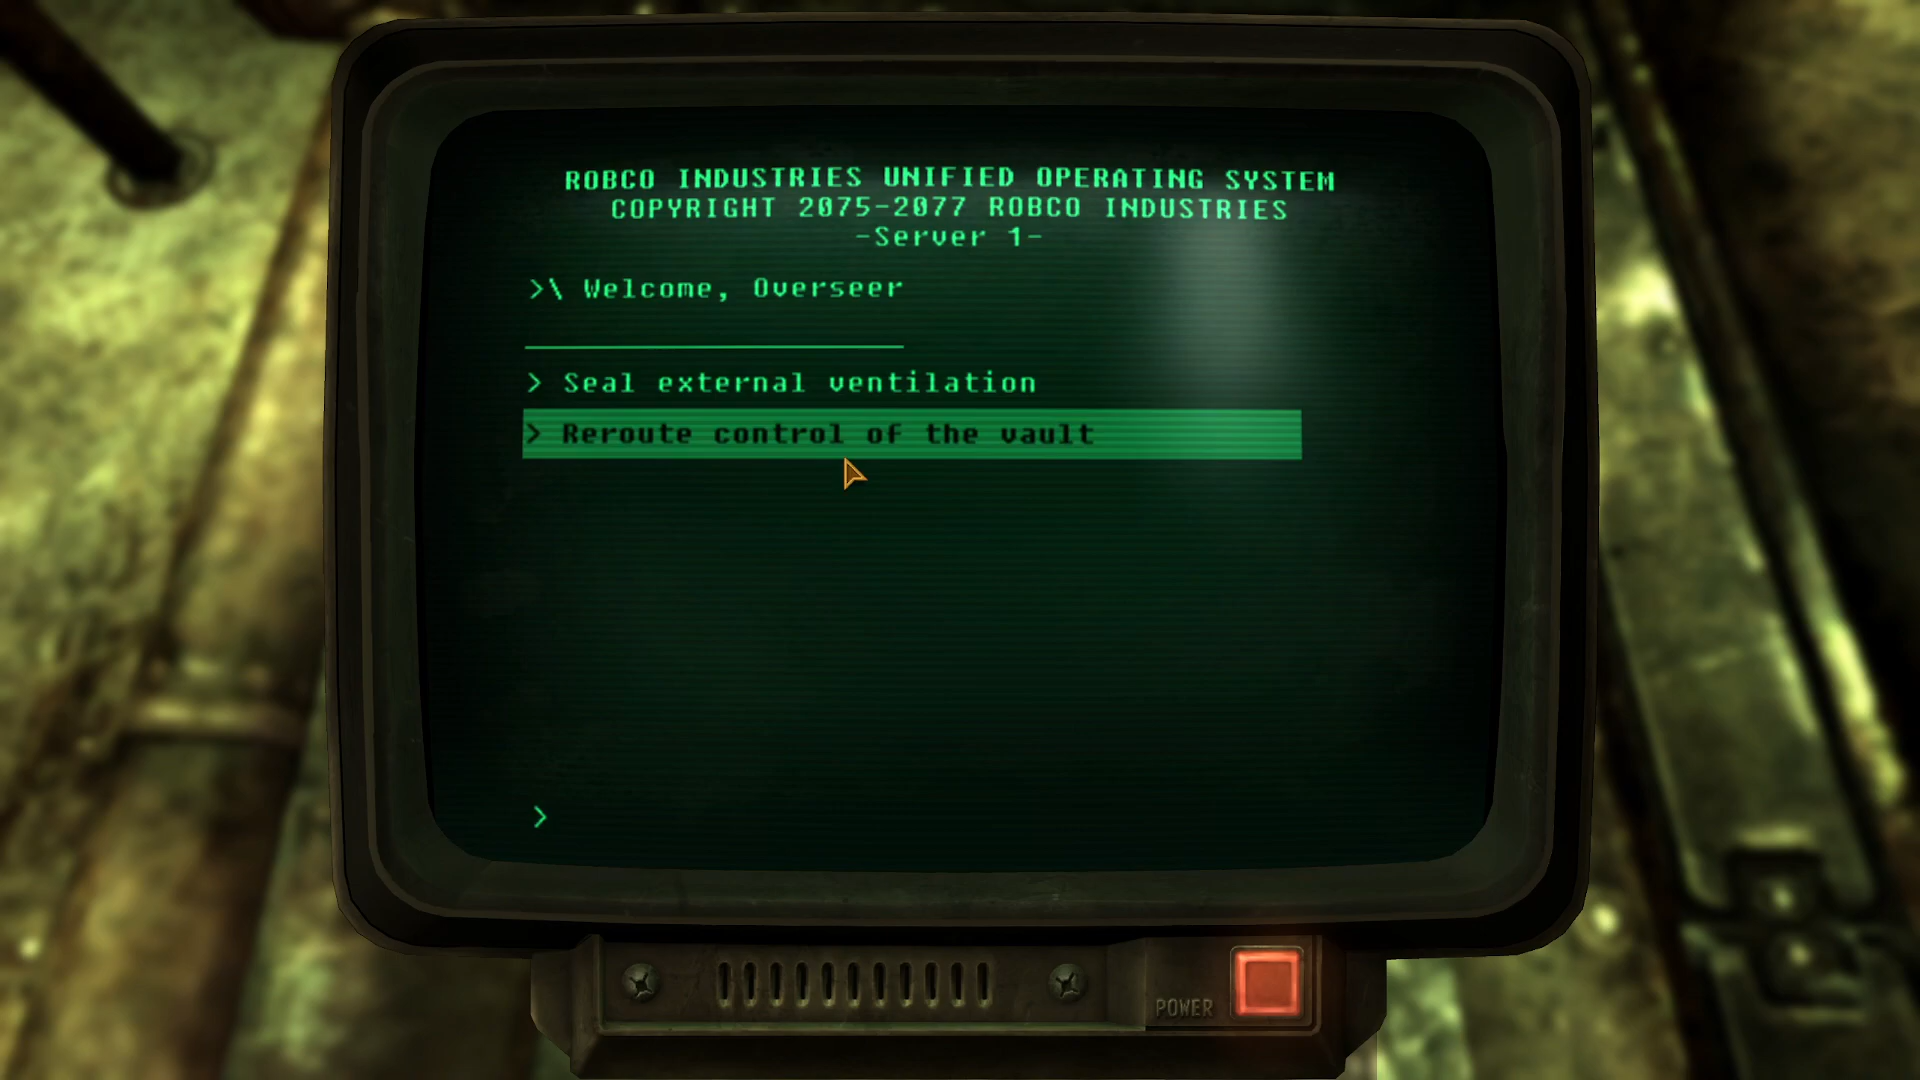 ROBCO INDUSTRIES UNIFIED OPERATING SYSTEM
COPYRIGHT 2075-2077 ROBCO INDUSTRIES
-Server 1-
>\ Welcome, Overseer
> Seal external ventilation
> Reroute control of the vault
>
POWER